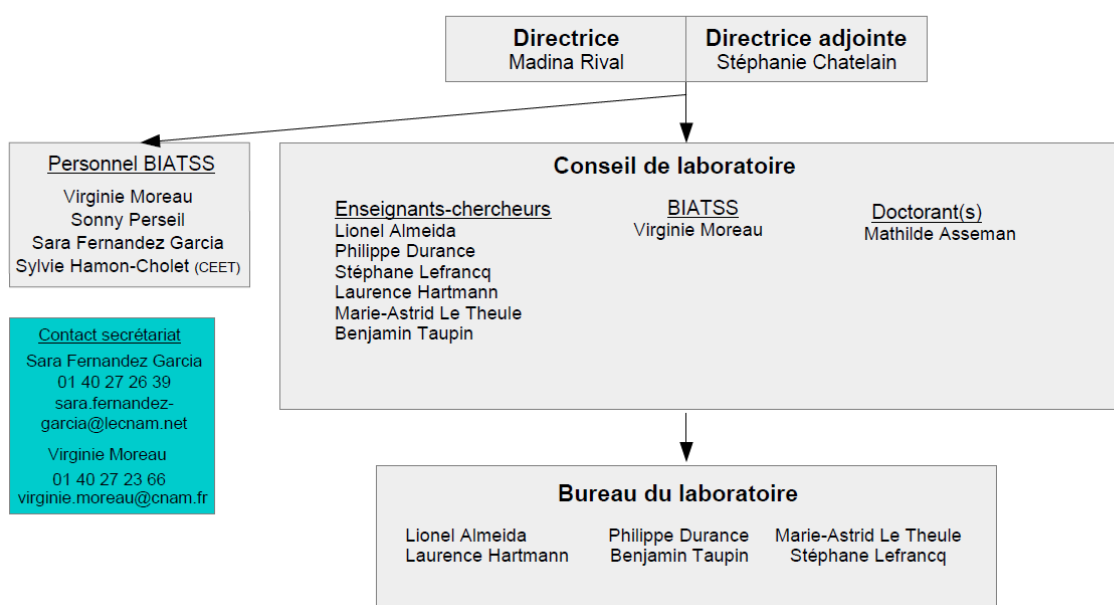 Directrice
Madina Rival
Directrice adjointe
Stéphanie Chatelain
Personnel BIATSS
Virginie Moreau
Sonny Perseil
Sara Fernandez Garcia
Sylvie Hamon-Cholet (CEET)
Contact secrétariat
Sara Fernandez Garcia
01 40 27 26 39
sara.fernandez-
garcia@lecnam.net
Virginie Moreau
01 40 27 23 66
virginie.moreau@cnam.fr
Conseil de laboratoire
Enseignants-chercheurs
Lionel Almeida
Philippe Durance
Stéphane Lefrancq
Laurence Hartmann
Marie-Astrid Le Theule
Benjamin Taupin
BIATSS
Virginie Moreau
Doctorant(s)
Mathilde Asseman
Bureau du laboratoire
Lionel Almeida
Laurence Hartmann
Philippe Durance
Benjamin Taupin
Marie-Astrid Le Theule
Stéphane Lefrancq